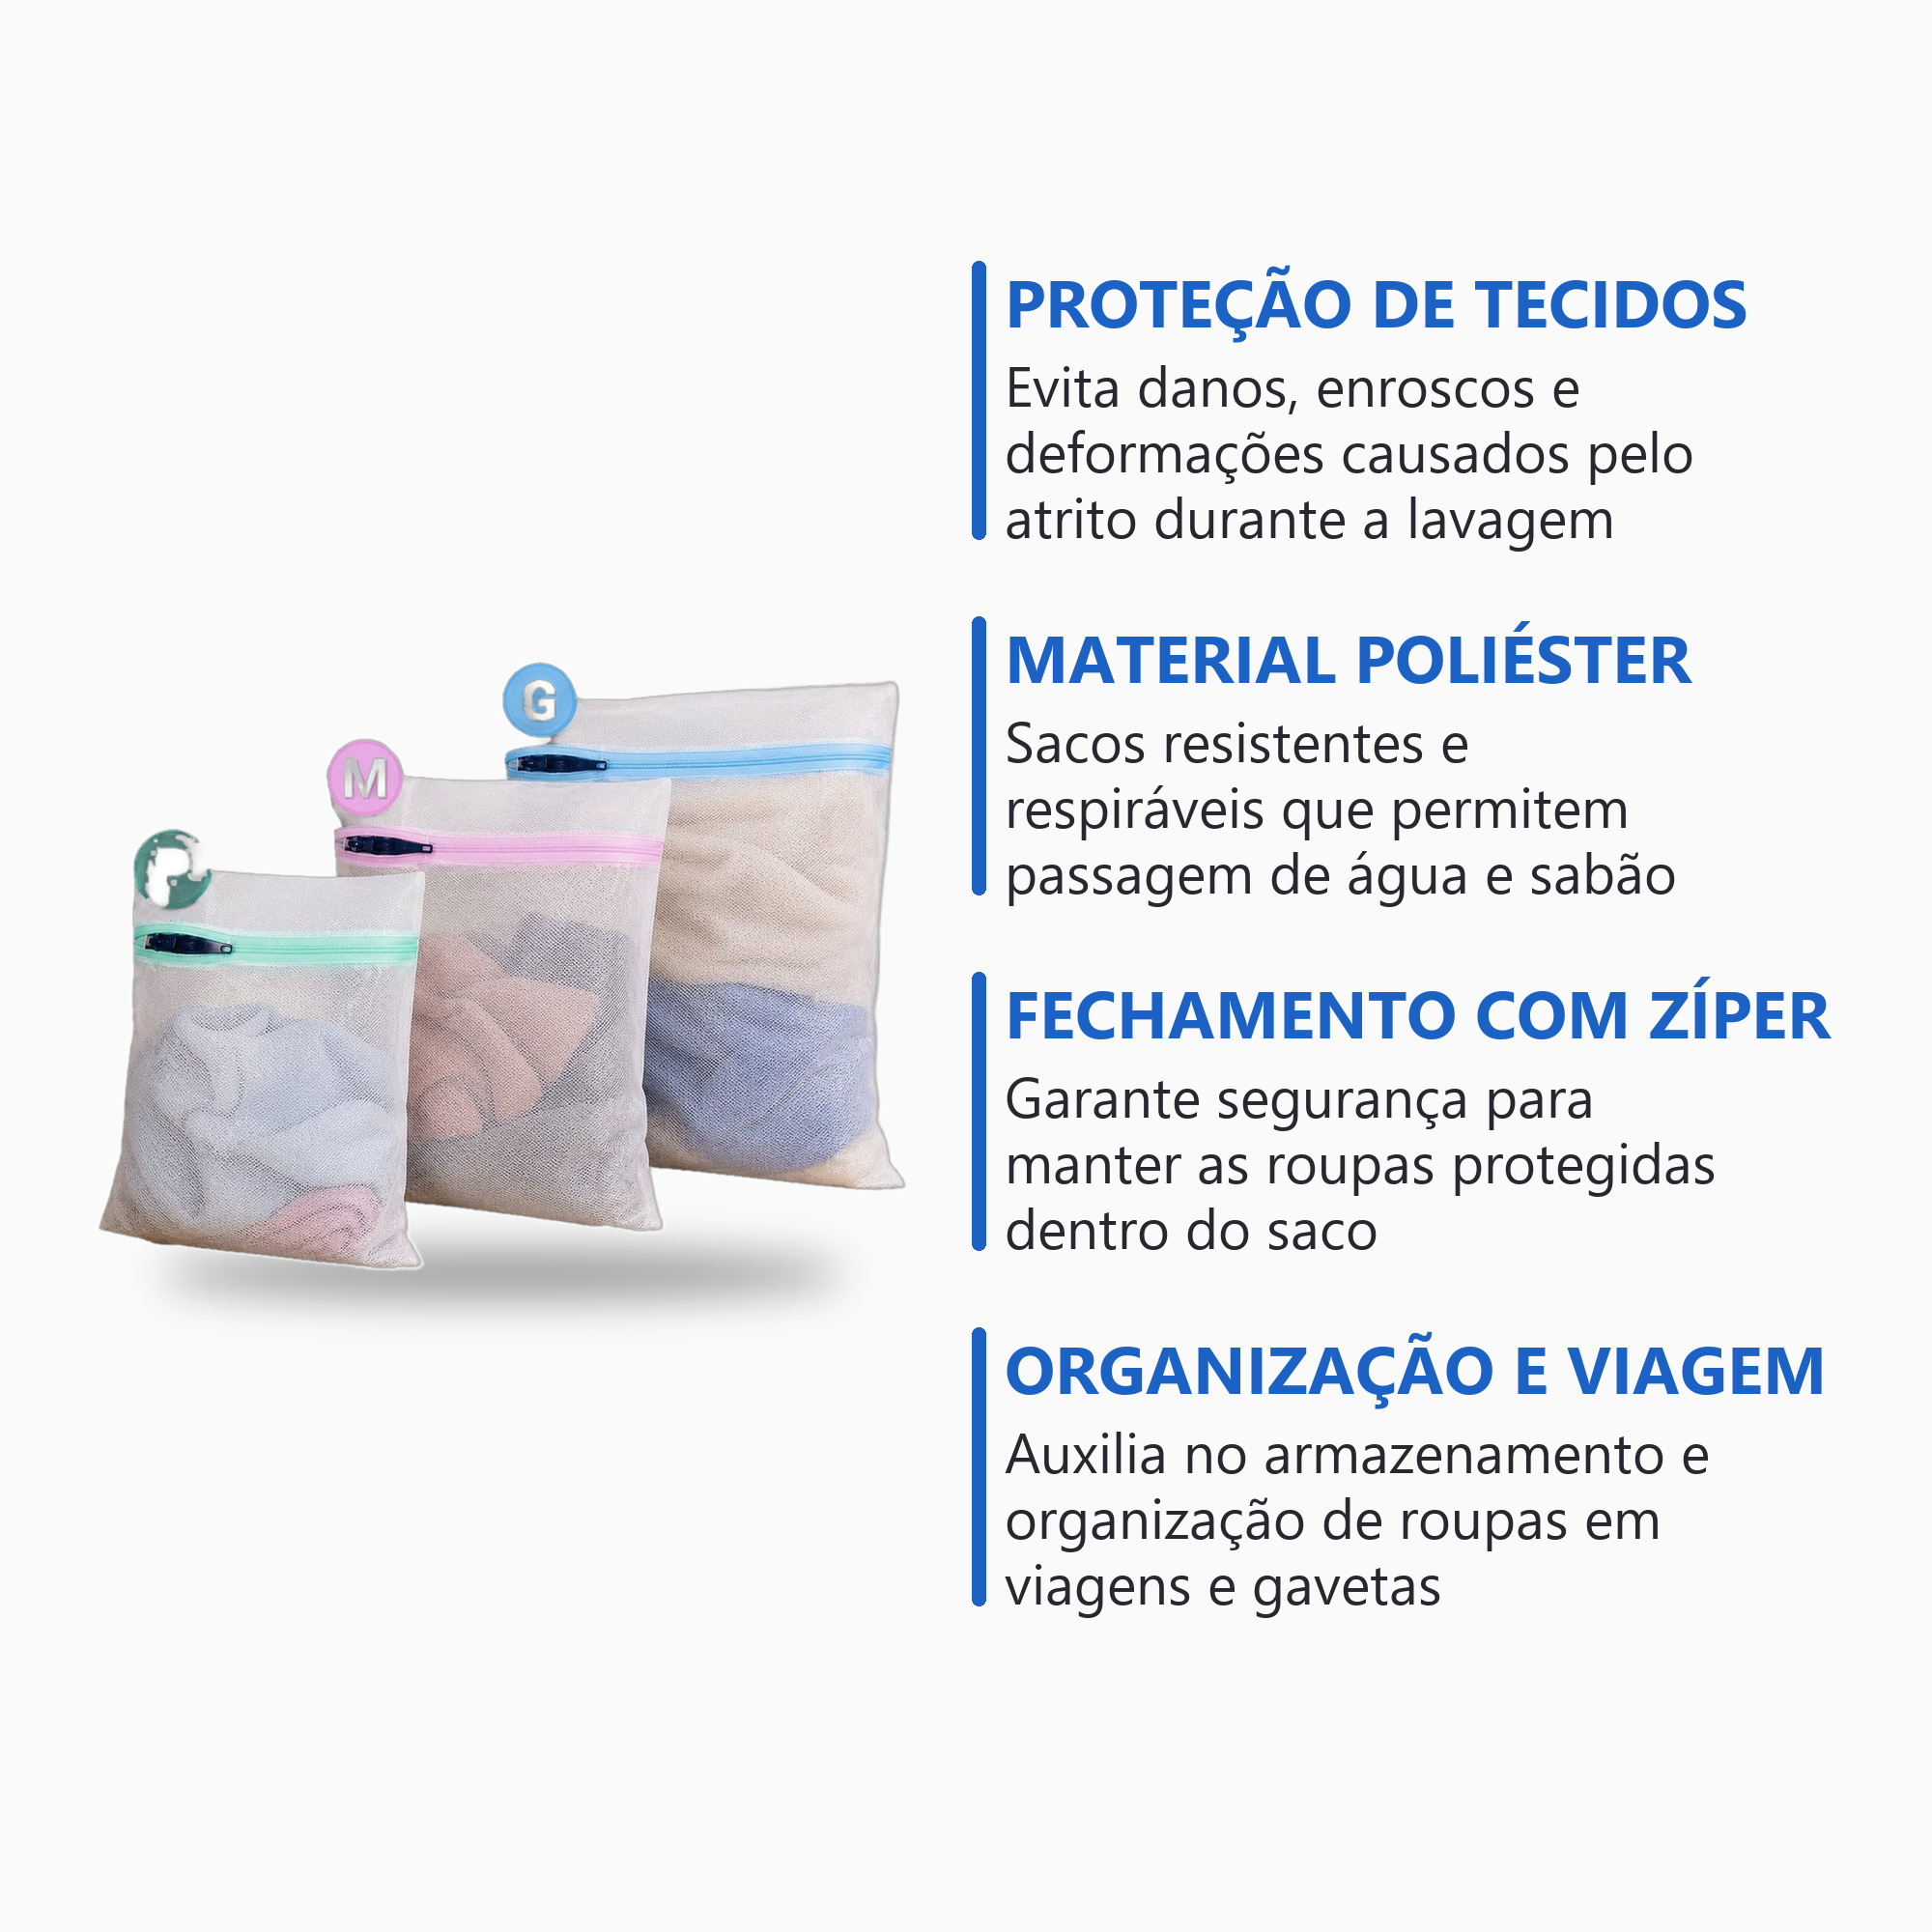 PROTEÇÃO DE TECIDOS
Evita danos, enroscos e
deformações causados pelo
atrito durante a lavagem
MATERIAL POLIÉSTER
Sacos resistentes e
respiráveis que permitem
passagem de água e sabão
FECHAMENTO COM ZÍPER
Garante segurança para
manter as roupas protegidas
dentro do saco
ORGANIZAÇÃO E VIAGEM
Auxilia no armazenamento e
organização de roupas em
viagens e gavetas
G
M
P